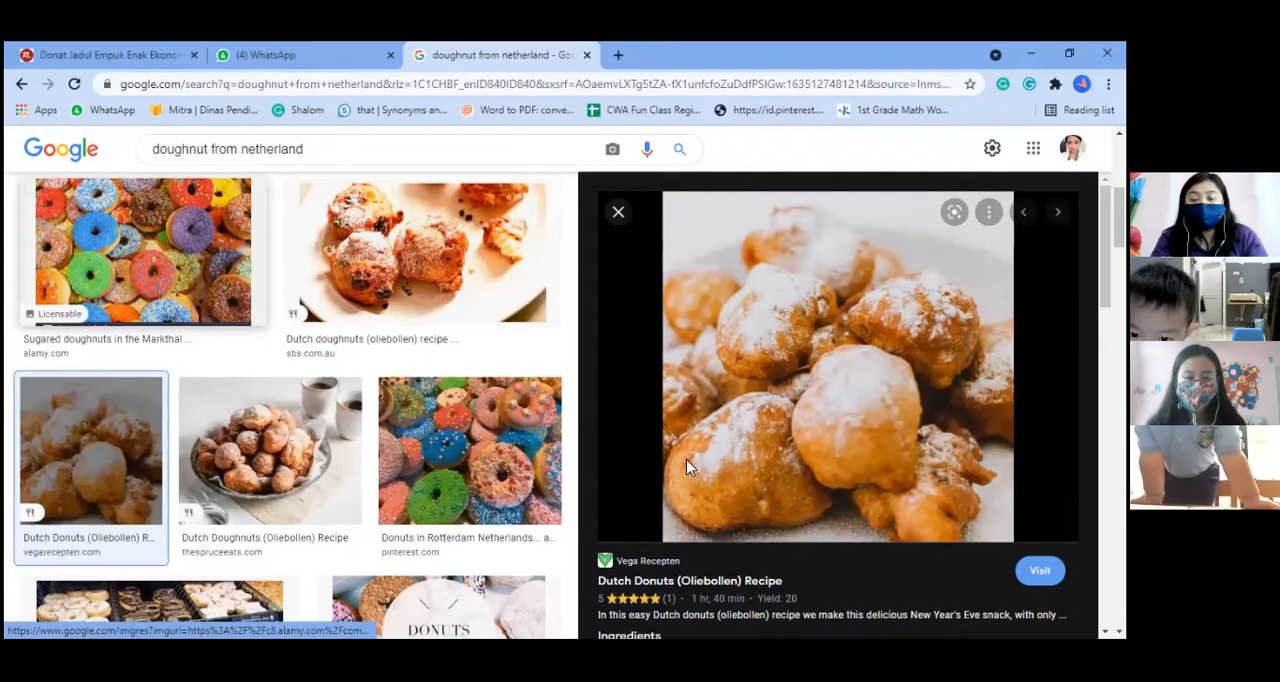 Donat Jadul Empuk Enak Ekono
(4) WhatsApp
doughnut from netherland - Goo
google.com/search?q=doughnut+from+netherland&rlz=1C1CHBF_enID840ID840&sxsrf=AOaemvLXTg5tZA-fX1unfcfoZuDdfPSIGw:1635127481214&source=lnms...
Apps
WhatsApp
Mitra | Dinas Pendi...
Shalom
that | Synonyms an...
Word to PDF: conve...
CWA Fun Class Regi...
https://id.pinterest...
1st Grade Math Wo...
Reading list
Google
doughnut from netherland
Licensable
Sugared doughnuts in the Markthal ...
alamy.com
Dutch doughnuts (oliebollen) recipe ...
sbs.com.au
Dutch Donuts (Oliebollen) R...
vegarecepten.com
Dutch Doughnuts (Oliebollen) Recipe
thespruceeats.com
Donuts in Rotterdam Netherlands... a...
pinterest.com
DONUTS
https://www.google.com/imgres?imgurl=https%3A%2F%2Fc8.alamy.com%2Fcom...
Vega Recepten
Dutch Donuts (Oliebollen) Recipe
Visit
5 ★★★★★ (1) · 1 hr, 40 min · Yield: 20
In this easy Dutch donuts (oliebollen) recipe we make this delicious New Year's Eve snack, with only ...
Ingredients